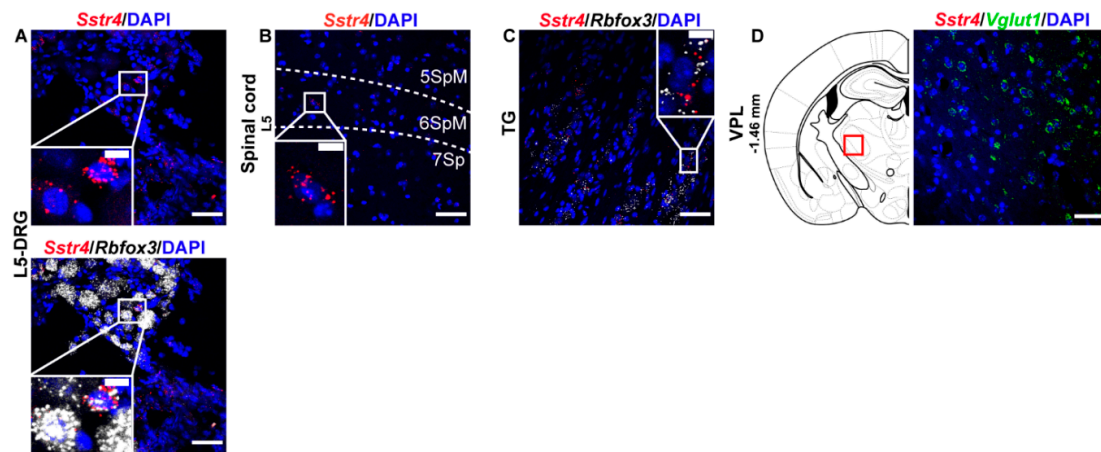 A
Sstr4/DAPI
L5-DRG
Sstr4/Rbfox3/DAPI
B
Sstr4/DAPI
Spinal cord
L5
5SpM
6SpM
7Sp
C
Sstr4/Rbfox3/DAPI
TG
D
Sstr4/Vglut1/DAPI
VPL
-1.46 mm